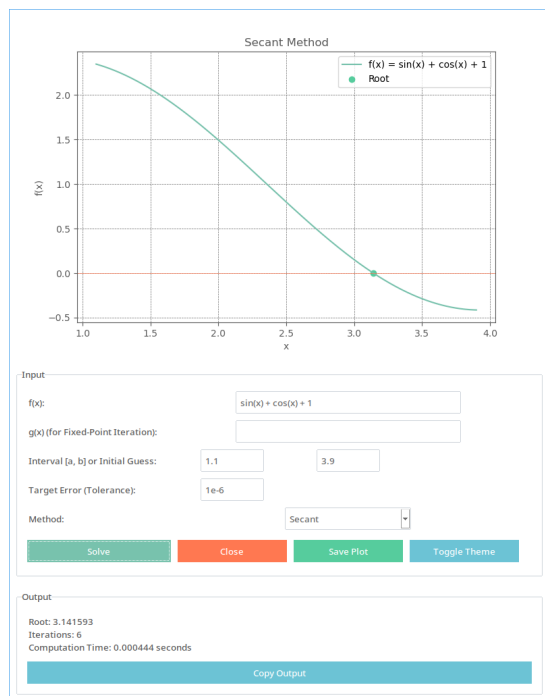 Secant Method
f(x) = sin(x) + cos(x) + 1
Root
2.0
1.5
1.0
0.5
0.0
−0.5
f(x)
1.0 1.5 2.0 2.5 3.0 3.5 4.0
x
Input
f(x): sin(x) + cos(x) + 1
g(x) (for Fixed-Point Iteration):
Interval [a, b] or Initial Guess: 1.1 3.9
Target Error (Tolerance): 1e-6
Method: Secant
Solve Close Save Plot Toggle Theme
Output
Root: 3.141593
Iterations: 6
Computation Time: 0.000444 seconds
Copy Output